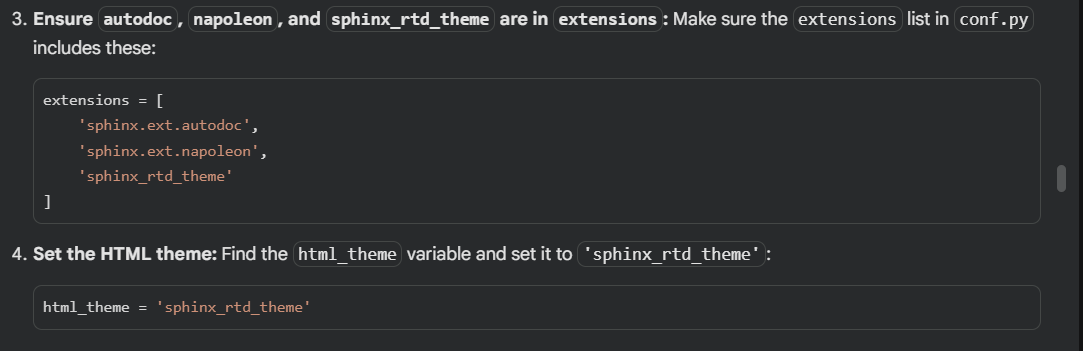 3. Ensure autodoc, napoleon, and sphinx_rtd_theme are in extensions: Make sure the extensions list in conf.py
includes these:
extensions = [
    'sphinx.ext.autodoc',
    'sphinx.ext.napoleon',
    'sphinx_rtd_theme'
]
4. Set the HTML theme: Find the html_theme variable and set it to 'sphinx_rtd_theme':
html_theme = 'sphinx_rtd_theme'